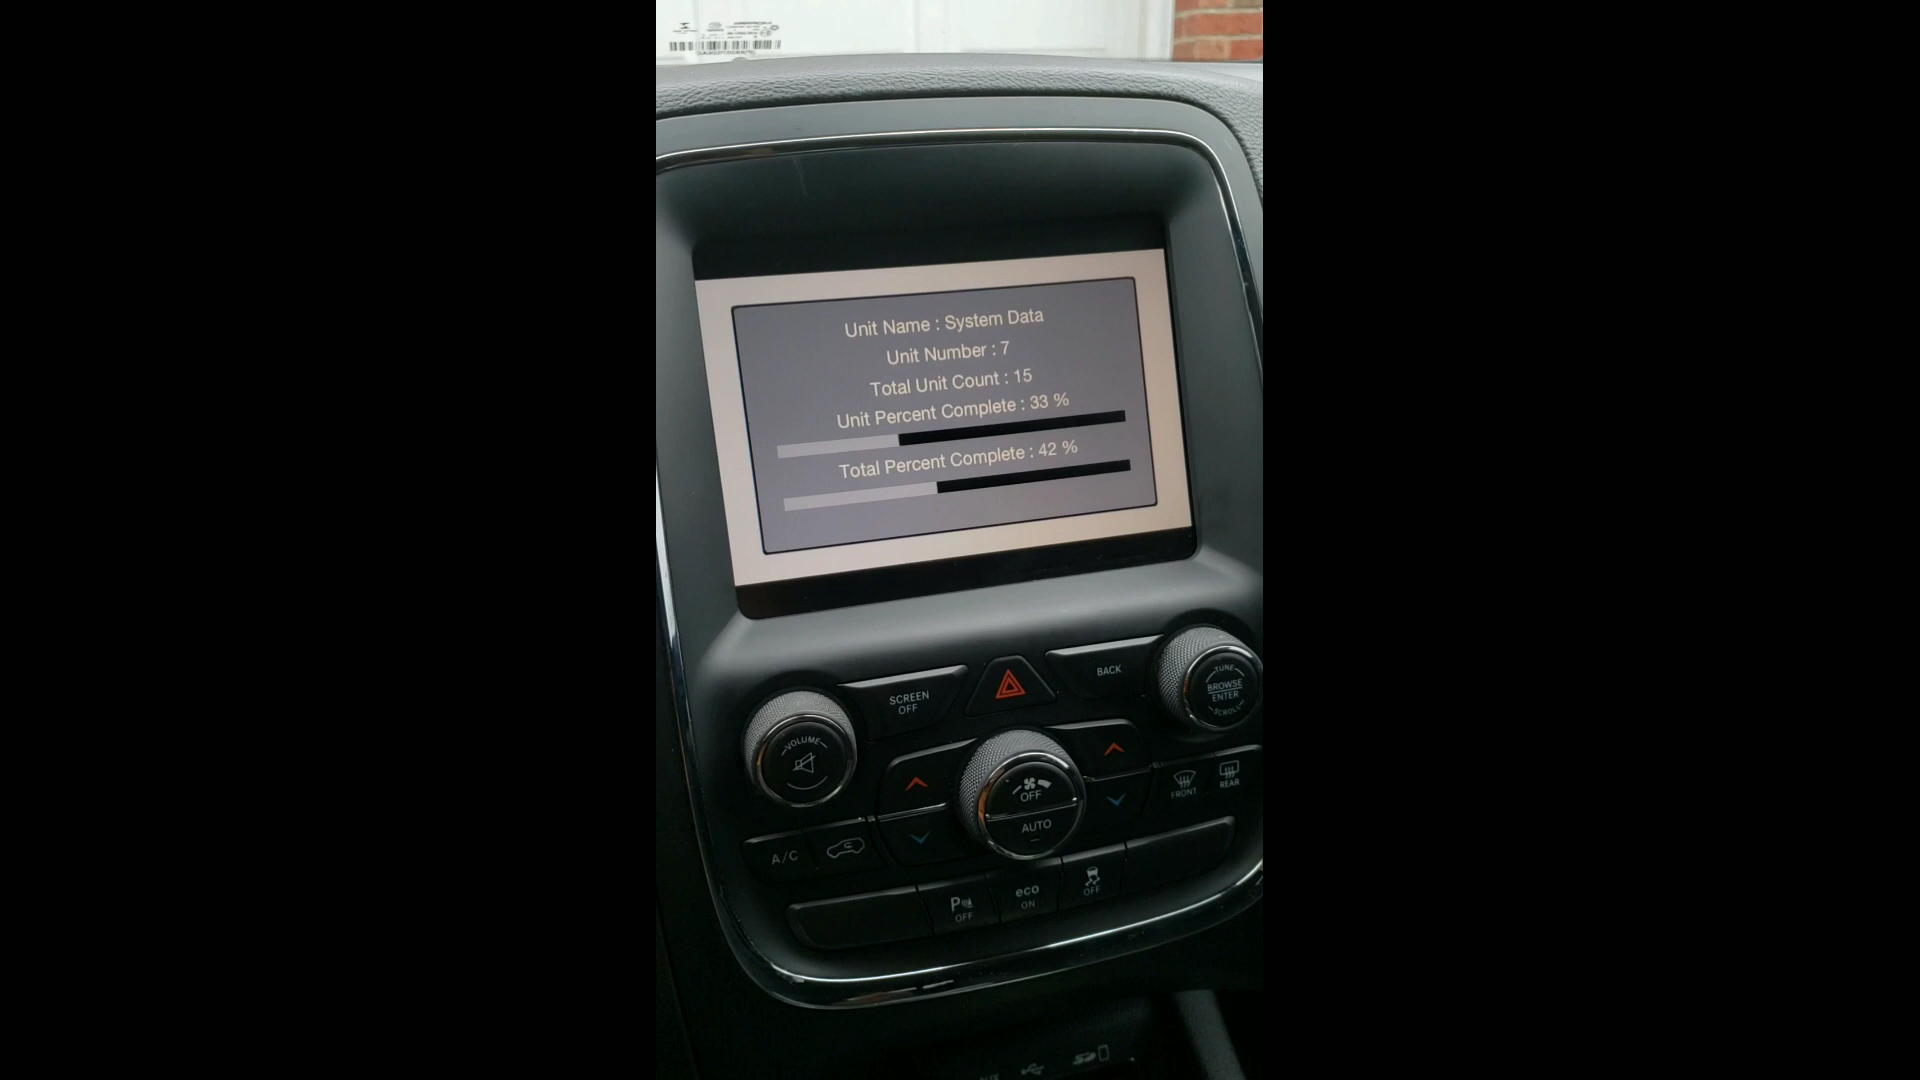 Unit Name : System Data
Unit Number : 7
Total Unit Count : 15
Unit Percent Complete : 33 %
Total Percent Complete : 42 %
SCREEN
OFF
BACK
VOLUME
TUNE
BROWSE
ENTER
SCROLL
OFF
AUTO
FRONT
REAR
A/C
P
OFF
eco
ON
OFF